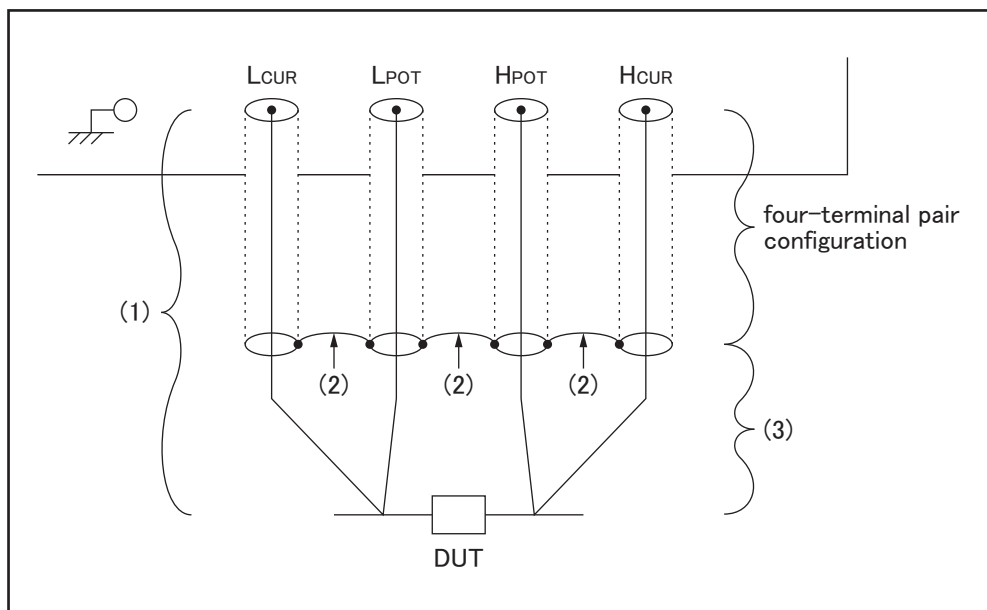 LCUR LPOT HPOT HCUR
four-terminal pair
configuration
(1)
(2) (2) (2)
(3)
DUT